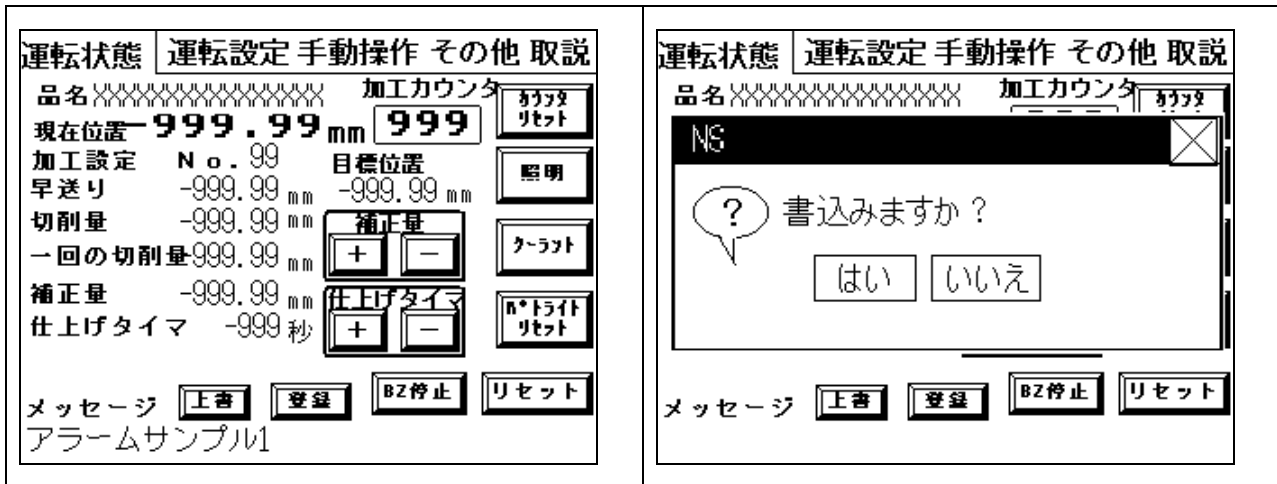 運転状態 運転設定 手動操作 その他 取説
品名XXXXXXXXXXXXXXX 加工カウンタ
カウンタ
リセット
現在位置-999.99mm 999
加工設定 No.99 目標位置
照明
早送り -999.99mm -999.99mm
切削量 -999.99mm 補正量
クーラント
一回の切削量-999.99mm + -
補正量 -999.99mm 仕上げタイマ
パトライト
リセット
仕上げタイマ -999秒 + -
メッセージ 上書 登録 BZ停止 リセット
アラームサンプル1
運転状態 運転設定 手動操作 その他 取説
品名XXXXXXXXXXXXXXX 加工カウンタ
カウンタ
NS
? 書込みますか?
はい いいえ
メッセージ 上書 登録 BZ停止 リセット